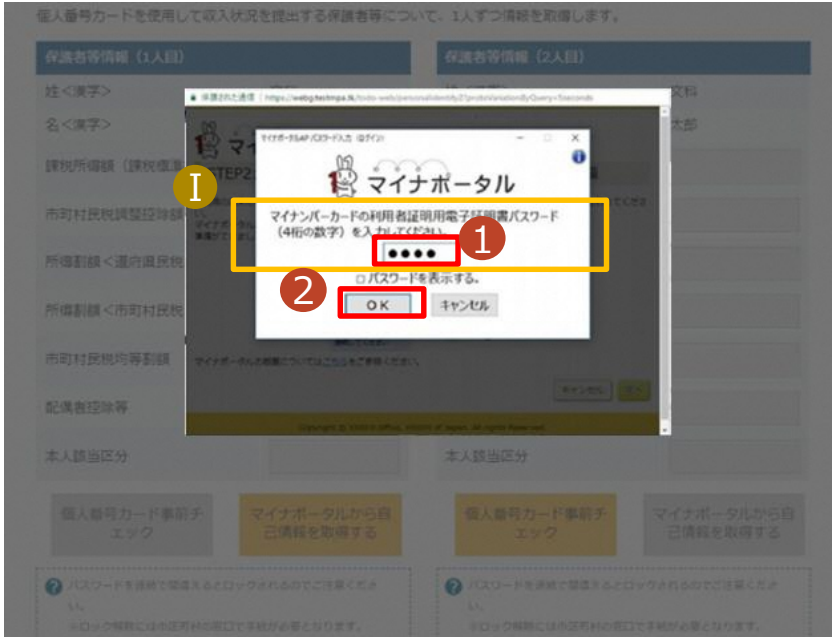 個人番号カードを使用して収入状況を提出する保護者等について、1人ずつ情報を取得します。
保護者等情報（1人目）
保護者等情報（2人目）
姓<漢字>
文科
名<漢字>
太郎
課税所得額（課税標準
市町村民税調整控除額
所得割額<道府県民税
所得割額<市町村民税
市町村民税均等割額
配偶者控除等
本人該当区分
本人該当区分
STEP2
マイナポータルAP パスワード入力（ログイン）
マイナポータル
I
マイナンバーカードの利用者証明用電子証明書パスワード
（4桁の数字）を入力してください。
●●●●
1
パスワードを表示する。
2
OK
キャンセル
マイナポータルの概要についてはこちらをご参照ください。
キャンセル
個人番号カード事前チ
ェック
マイナポータルから自
己情報を取得する
個人番号カード事前チ
ェック
マイナポータルから自
己情報を取得する
パスワードを連続で間違えるとロックされるのでご注意くださ
い。
※ロック解除には市区町村の窓口で手続が必要となります。
パスワードを連続で間違えるとロックされるのでご注意くださ
い。
※ロック解除には市区町村の窓口で手続が必要となります。